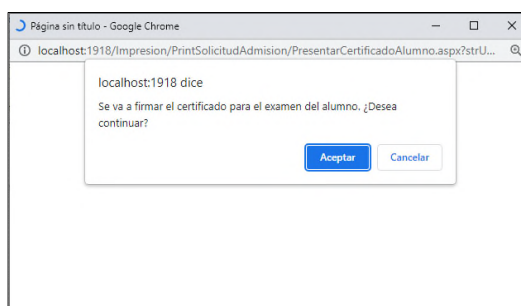 Página sin título - Google Chrome
localhost:1918/Impresion/PrintSolicitudAdmision/PresentarCertificadoAlumno.aspx?strU...
localhost:1918 dice
Se va a firmar el certificado para el examen del alumno. ¿Desea
continuar?
Aceptar Cancelar